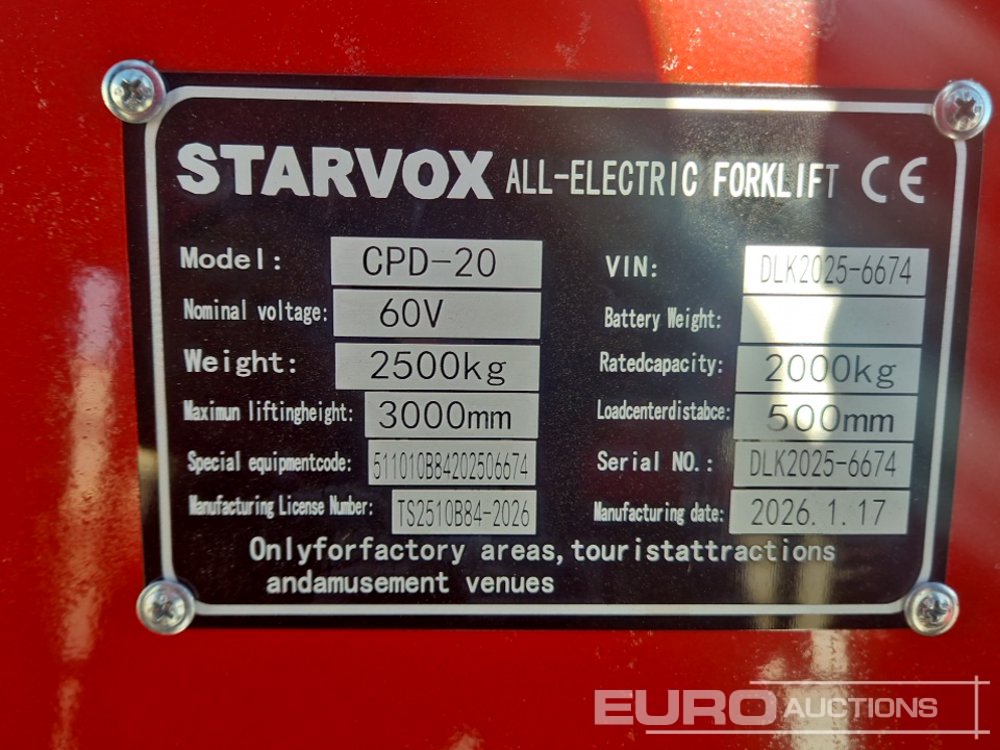 STARVOX ALL-ELECTRIC FORKLIFT CE
Model: CPD-20 VIN: DLK2025-6674
Nominal voltage: 60V Battery Weight:
Weight: 2500kg Ratedcapacity: 2000kg
Maximun liftingheight: 3000mm Loadcenterdistabce: 500mm
Special equipmentcode: 511010B84202506674 Serial NO.: DLK2025-6674
Manufacturing License Number: TS2510B84-2026 Manufacturing date: 2026.1.17
Onlyforfactory areas,touristattractions
andamusement venues
EURO AUCTIONS